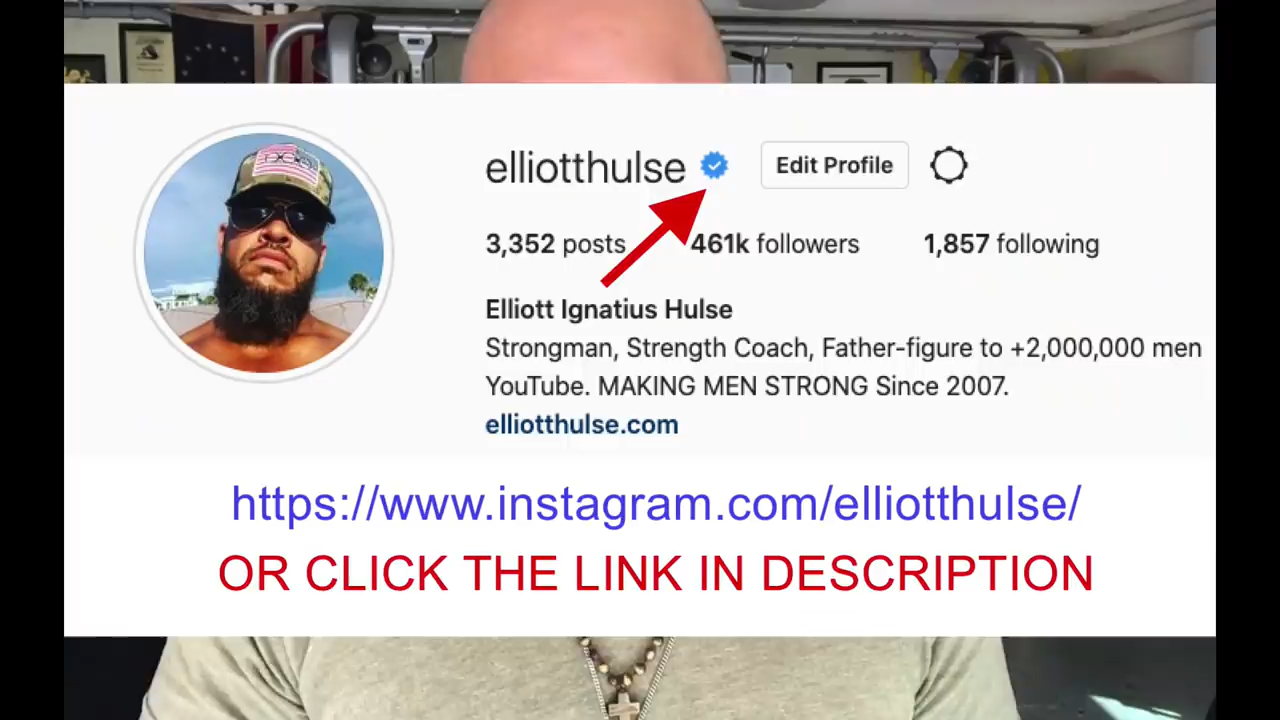 elliotthulse Edit Profile
3,352 posts 461k followers 1,857 following
Elliott Ignatius Hulse
Strongman, Strength Coach, Father-figure to +2,000,000 men
YouTube. MAKING MEN STRONG Since 2007.
elliotthulse.com
https://www.instagram.com/elliotthulse/
OR CLICK THE LINK IN DESCRIPTION